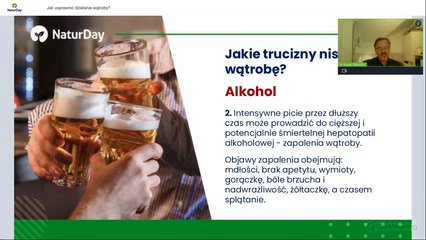 NaturDay
Jak usprawnić działanie wątroby?
NaturDay
Jakie trucizny nis
wątrobę?
Alkohol
2. Intensywne picie przez dłuższy
czas może prowadzić do cięższej i
potencjalnie śmiertelnej hepatopatii
alkoholowej - zapalenia wątroby.
Objawy zapalenia obejmują:
mdłości, brak apetytu, wymioty,
gorączkę, bóle brzucha i
nadwrażliwość, żółtaczkę, a czasem
splątanie.